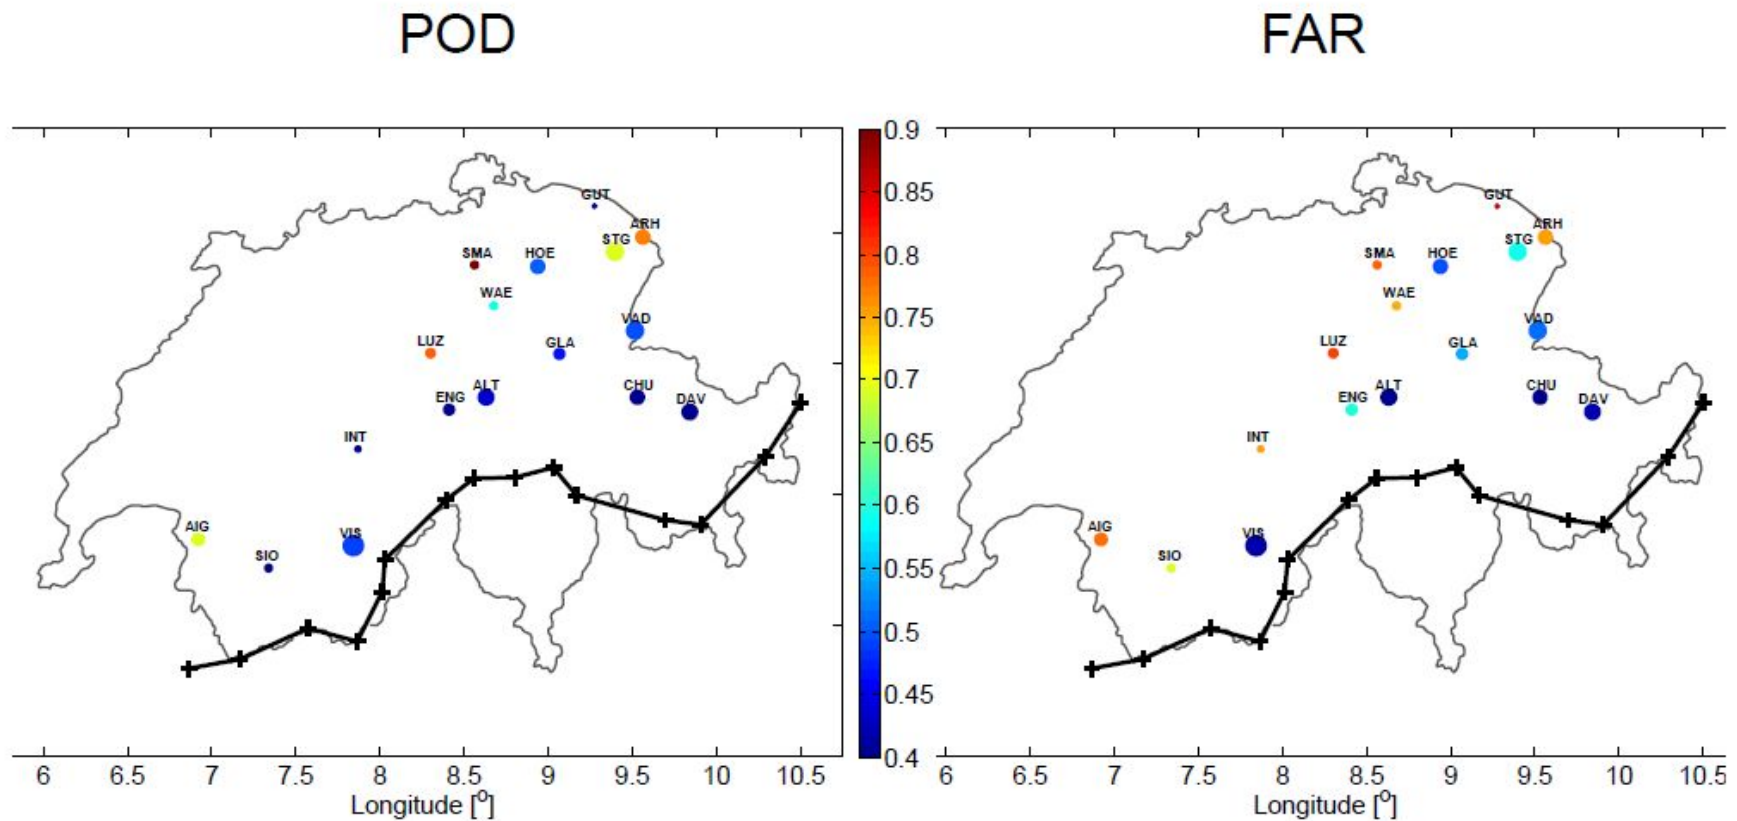 POD
FAR
GUT
ARH
STG
SMA
HOE
WAE
VAD
LUZ
GLA
ENG
ALT
CHU
DAV
INT
AIG
SIO
VIS
0.9
0.85
0.8
0.75
0.7
0.65
0.6
0.55
0.5
0.45
0.4
GUT
ARH
STG
SMA
HOE
WAE
VAD
LUZ
GLA
ENG
ALT
CHU
DAV
INT
AIG
SIO
VIS
6 6.5 7 7.5 8 8.5 9 9.5 10 10.5
Longitude [o]
6 6.5 7 7.5 8 8.5 9 9.5 10 10.5
Longitude [o]